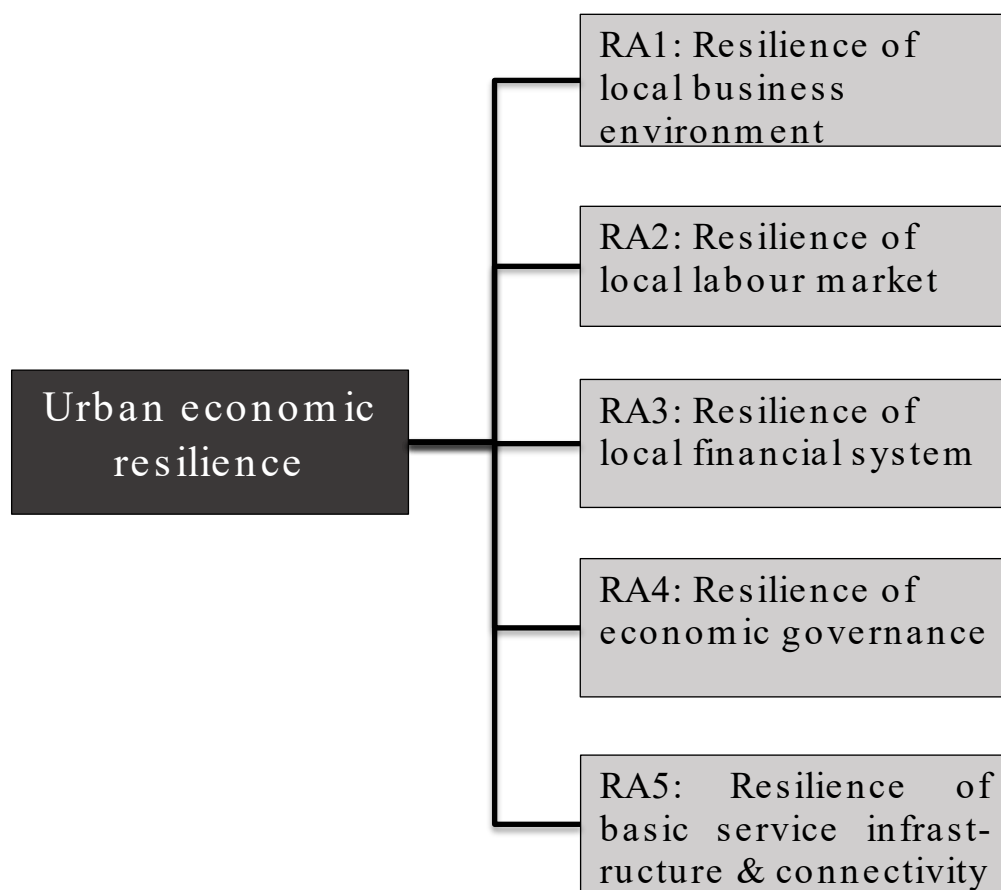 RA1: Resilience of
local business
environment
RA2: Resilience of
local labour market
Urban economic
resilience
RA3: Resilience of
local financial system
RA4: Resilience of
economic governance
RA5: Resilience of
basic service infrast-
ructure & connectivity